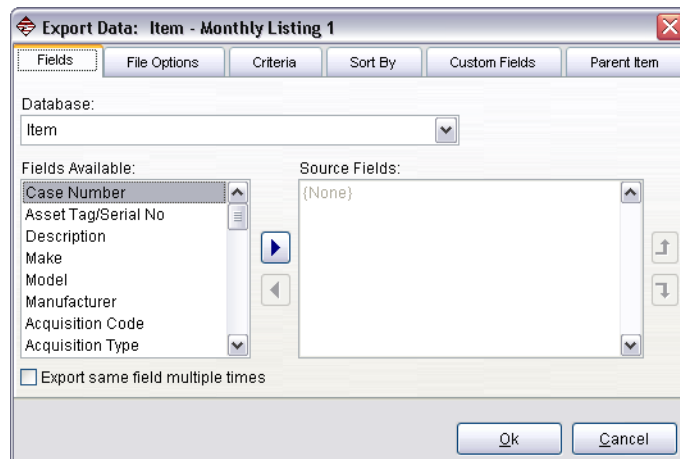 Export Data: Item - Monthly Listing 1
Fields
File Options
Criteria
Sort By
Custom Fields
Parent Item
Database:
Item
Fields Available:
Source Fields:
Case Number
Asset Tag/Serial No
Description
Make
Model
Manufacturer
Acquisition Code
Acquisition Type
{None}
Export same field multiple times
Ok
Cancel